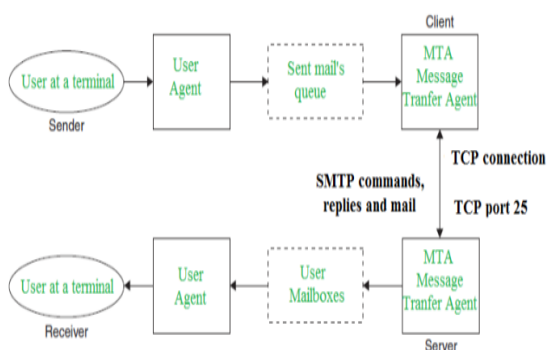 Client
User at a terminal
Sender
User
Agent
Sent mail's
queue
MTA
Message
Tranfer Agent
TCP connection
SMTP commands,
replies and mail
TCP port 25
User at a terminal
Receiver
User
Agent
User
Mailboxes
MTA
Message
Tranfer Agent
Server